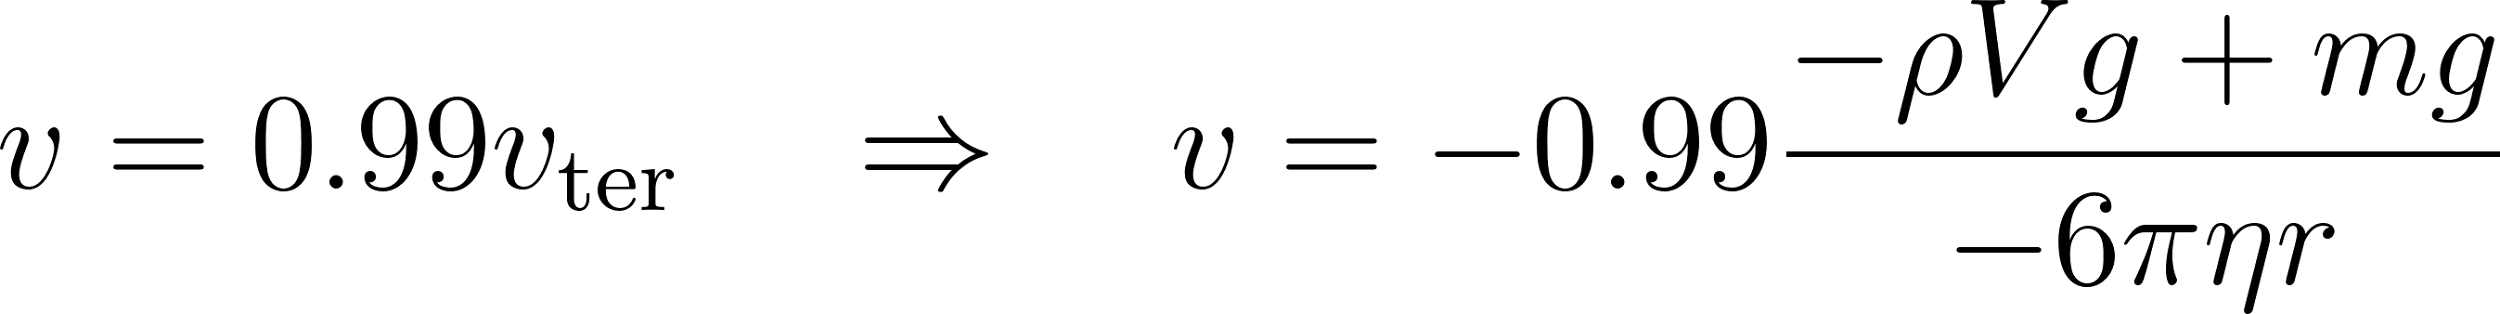 v = 0.99v_ter ⇒ v = −0.99 (−ρVg + mg)/(−6πηr)